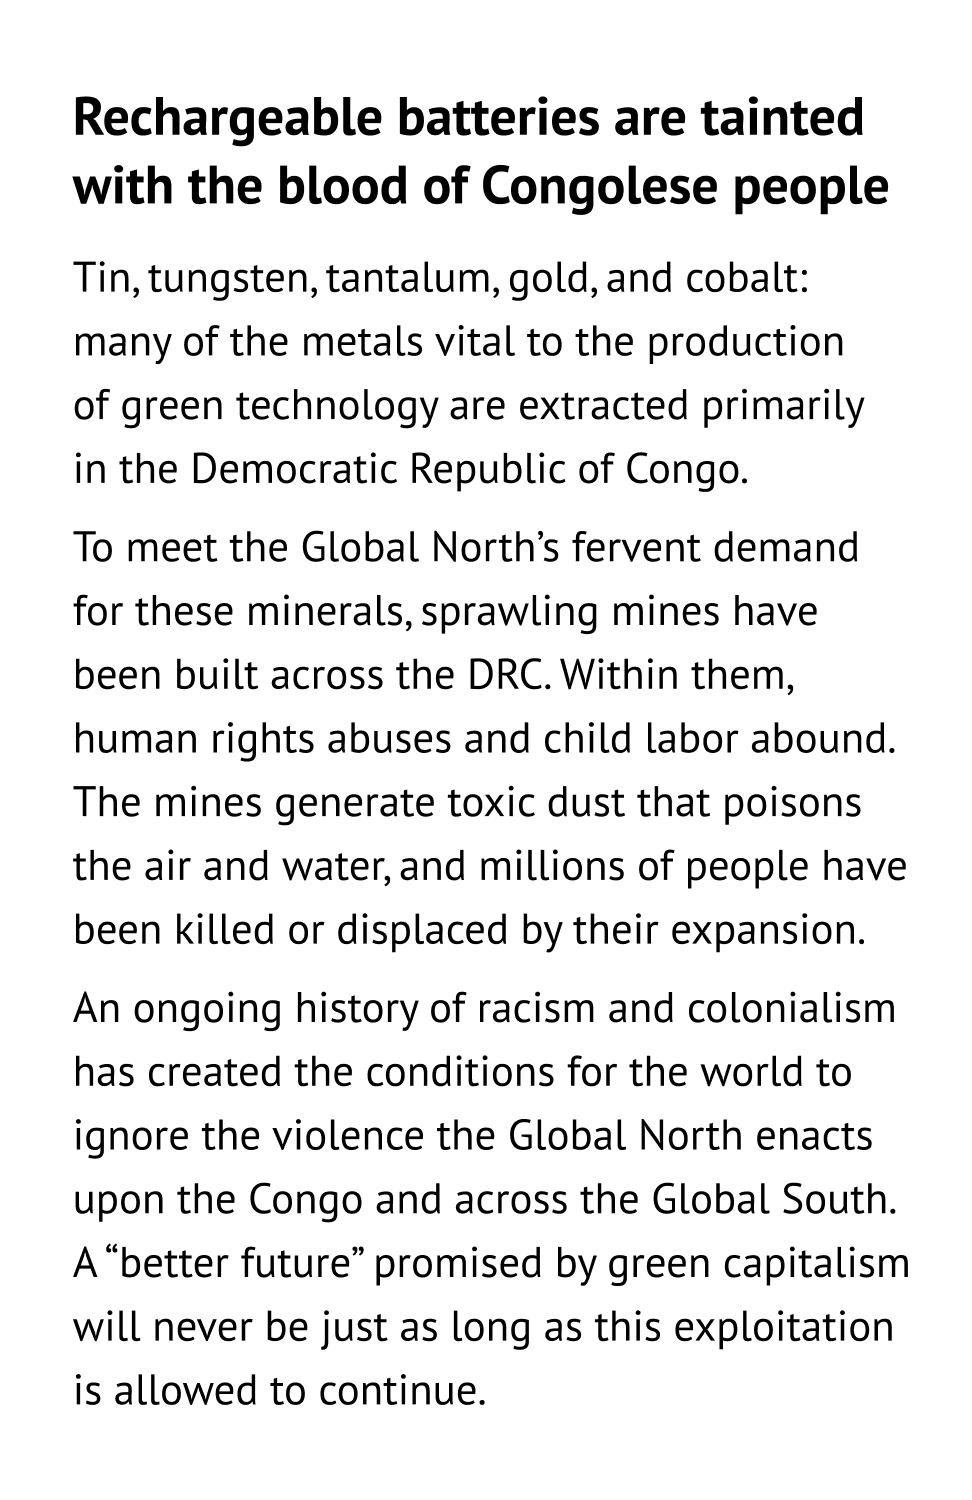 Rechargeable batteries are tainted
with the blood of Congolese people
Tin, tungsten, tantalum, gold, and cobalt:
many of the metals vital to the production
of green technology are extracted primarily
in the Democratic Republic of Congo.
To meet the Global North’s fervent demand
for these minerals, sprawling mines have
been built across the DRC. Within them,
human rights abuses and child labor abound.
The mines generate toxic dust that poisons
the air and water, and millions of people have
been killed or displaced by their expansion.
An ongoing history of racism and colonialism
has created the conditions for the world to
ignore the violence the Global North enacts
upon the Congo and across the Global South.
A “better future” promised by green capitalism
will never be just as long as this exploitation
is allowed to continue.